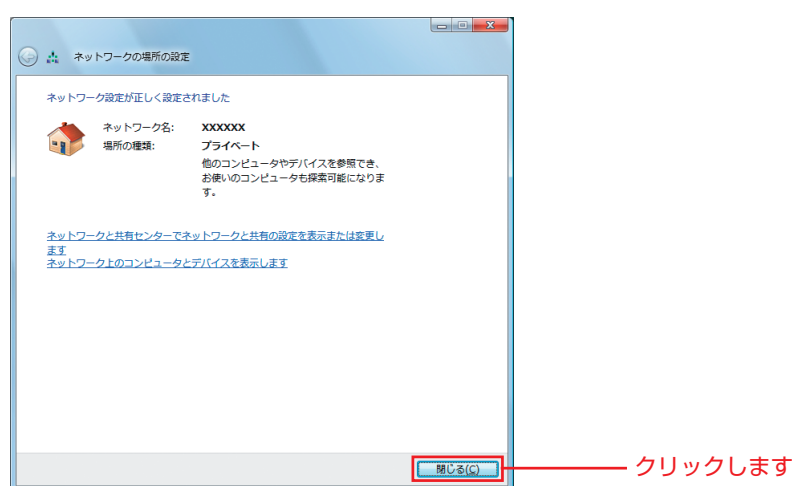 ネットワークの場所の設定
ネットワーク設定が正しく設定されました
ネットワーク名: XXXXXX
場所の種類: プライベート
他のコンピュータやデバイスを参照でき、
お使いのコンピュータも探索可能になりま
す。
ネットワークと共有センターでネットワークと共有の設定を表示または変更し
ます
ネットワーク上のコンピュータとデバイスを表示します
閉じる(C)
クリックします